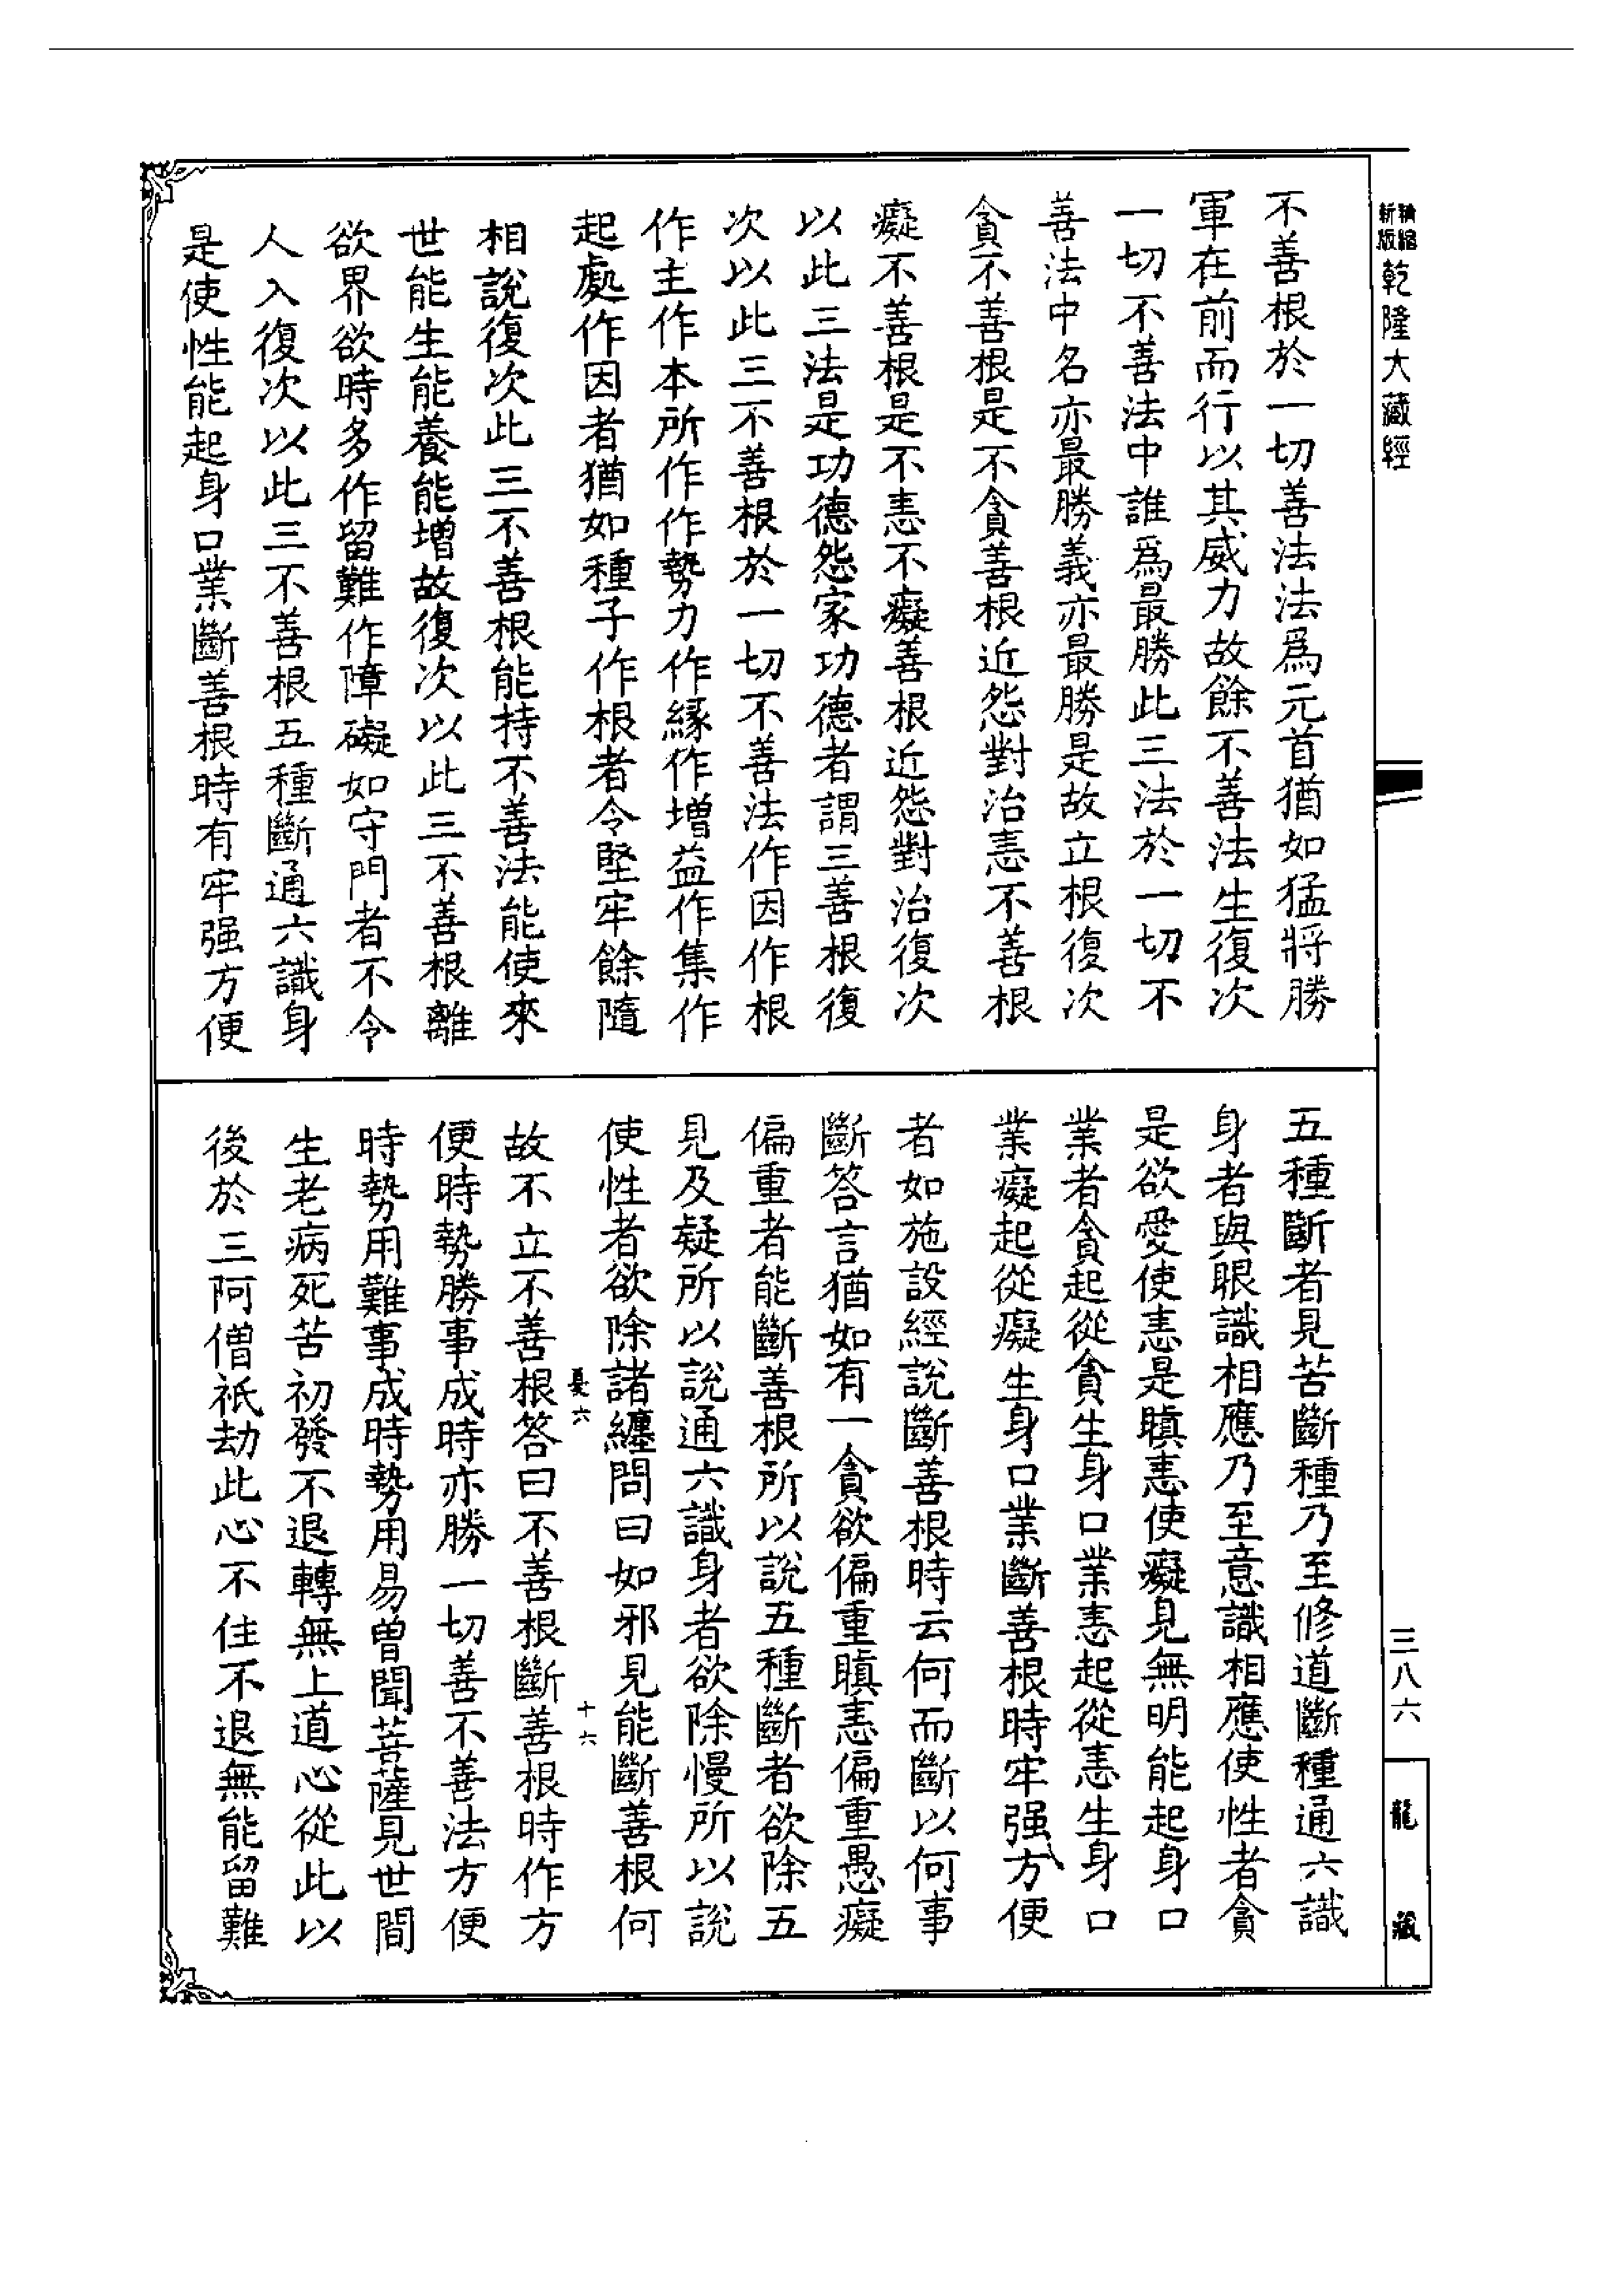 精縮新版 乾隆大藏經
不善根於一切善法法爲元首猶如猛將勝
軍在前而行以其威力故餘不善法生復次
一切不善法中誰爲最勝此三法於一切不
善法中名亦最勝義亦最勝是故立根復次
貪不善根是不貪善根近怨對治恚不善根
癡不善根是不恚不癡善根近怨對治復次
以此三法是功德怨家功德者謂三善根復
次以此三不善根於一切不善法作因作根
作主作本所作作勢力作緣作增益作集作
起處作因者猶如種子作根者令堅牢餘隨
相說復次此三不善根能持不善法能使來
世能生能養能增故復次以此三不善根離
欲界欲時多作留難作障礙如守門者不令
人入復次以此三不善根五種斷通六識身
是使性能起身口業斷善根時有牢强方便
五種斷者見苦斷種乃至修道斷種通六識
身者與眼識相應乃至意識相應使性者貪
是欲愛使恚是瞋恚使癡見無明能起身口
業者貪起從貪生身口業恚起從恚生身口
業癡起從癡生身口業斷善根時牢强方便
者如施設經說斷善根時云何而斷以何事
斷答言猶如有一貪欲偏重瞋恚偏重愚癡
偏重者能斷善根所以說五種斷者欲除五
見及疑所以說通六識身者欲除慢所以說
使性者欲除諸纏問曰如邪見能斷善根何
憂六 十六
故不立不善根答曰不善根斷善根時作方
便時勢勝事成時亦勝一切善不善法方便
時勢用難事成時勢用易曾聞菩薩見世間
生老病死苦初發不退轉無上道心從此以
後於三阿僧祇劫此心不住不退無能留難
三八六
龍藏